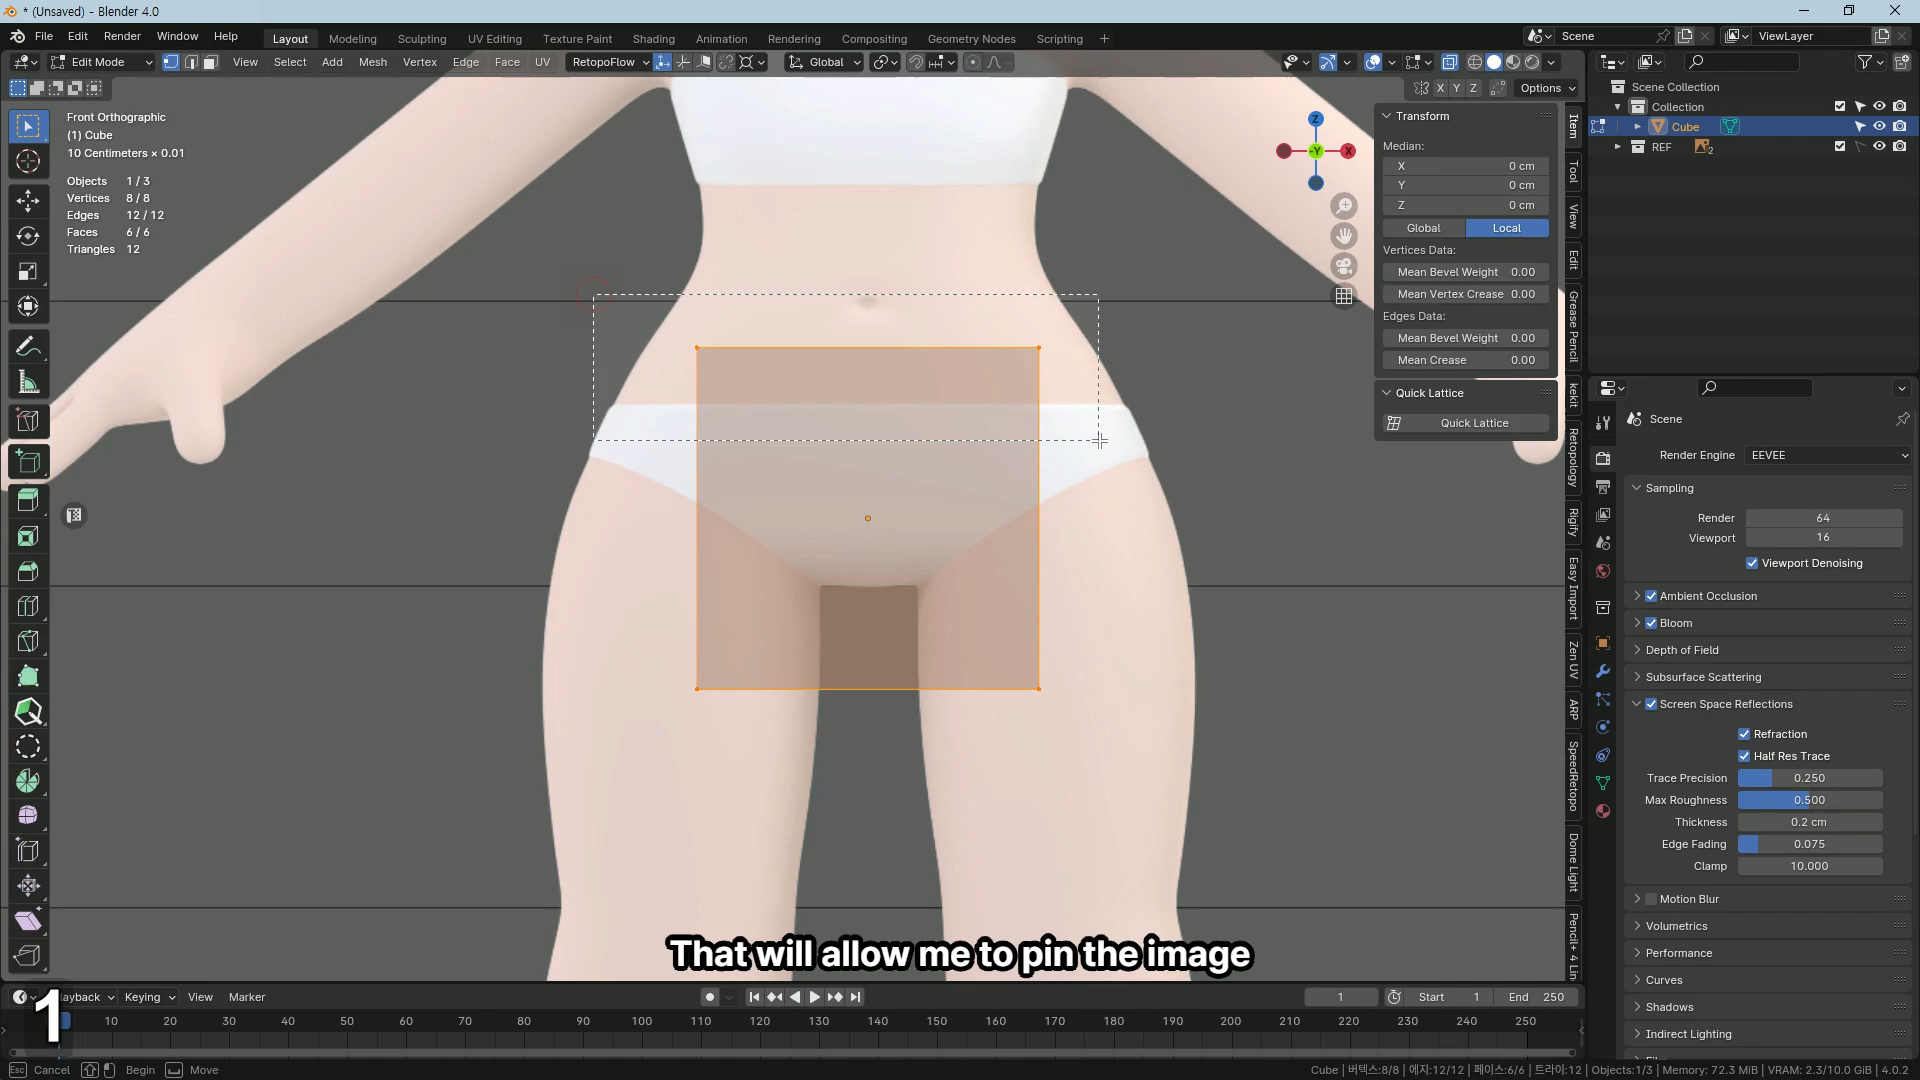 * (Unsaved) - Blender 4.0
File Edit Render Window Help
Layout Modeling Sculpting UV Editing Texture Paint Shading Animation Rendering Compositing Geometry Nodes Scripting +
Scene
ViewLayer
Edit Mode View Select Add Mesh Vertex Edge Face UV RetopoFlow Global
X Y Z Options
Front Orthographic
(1) Cube
10 Centimeters × 0.01
Objects 1 / 3
Vertices 8 / 8
Edges 12 / 12
Faces 6 / 6
Triangles 12
Z
-Y
X
Transform
Median:
X 0 cm
Y 0 cm
Z 0 cm
Global Local
Vertices Data:
Mean Bevel Weight 0.00
Mean Vertex Crease 0.00
Edges Data:
Mean Bevel Weight 0.00
Mean Crease 0.00
Quick Lattice
Quick Lattice
Item
Tool
View
Edit
Grease Pencil
kekit
Retopology
Rigify
Easy Import
Zen UV
ARP
SpeedRetopo
Dome Light
Pencil+ 4 Lin
Scene Collection
Collection
Cube
REF 2
Scene
Render Engine EEVEE
Sampling
Render 64
Viewport 16
Viewport Denoising
Ambient Occlusion
Bloom
Depth of Field
Subsurface Scattering
Screen Space Reflections
Refraction
Half Res Trace
Trace Precision 0.250
Max Roughness 0.500
Thickness 0.2 cm
Edge Fading 0.075
Clamp 10.000
Motion Blur
Volumetrics
Performance
Curves
Shadows
Indirect Lighting
That will allow me to pin the image
1
layback Keying View Marker
1 Start 1 End 250
10 20 30 40 50 60 70 80 90 100 110 120 130 140 150 160 170 180 190 200 210 220 230 240 250
Esc Cancel Begin Move
Cube | 버텍스:8/8 | 에지:12/12 | 페이스:6/6 | 트라이:12 | Objects:1/3 | Memory: 72.3 MiB | VRAM: 2.3/10.0 GiB | 4.0.2